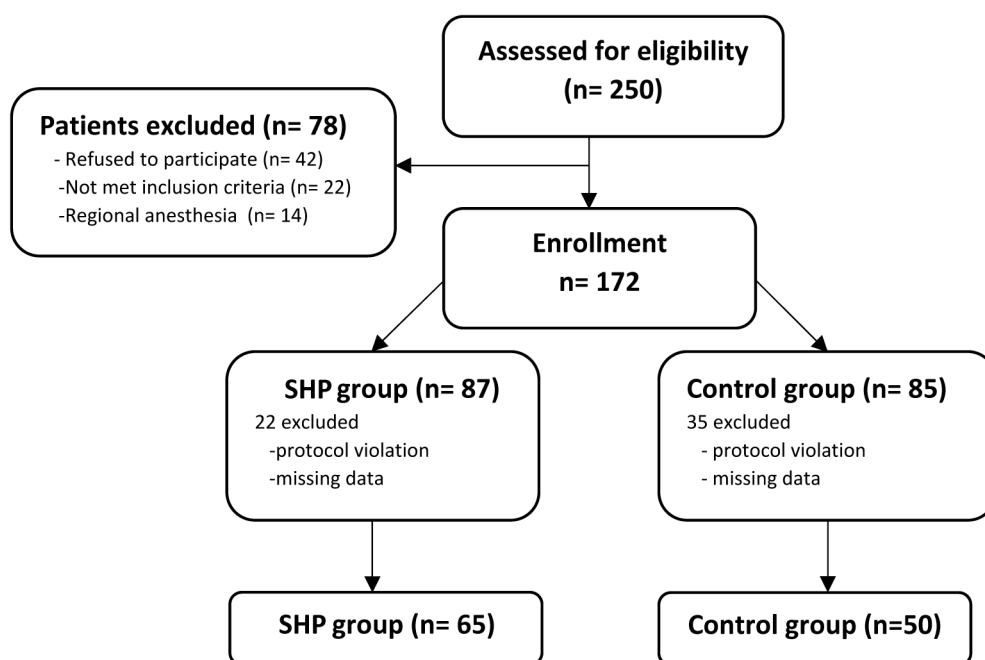 Assessed for eligibility
(n= 250)
Patients excluded (n= 78)
- Refused to participate (n= 42)
-Not met inclusion criteria (n= 22)
-Regional anesthesia (n= 14)
Enrollment
n= 172
SHP group (n= 87)
22 excluded
-protocol violation
-missing data
Control group (n= 85)
35 excluded
- protocol violation
- missing data
SHP group (n= 65)
Control group (n=50)